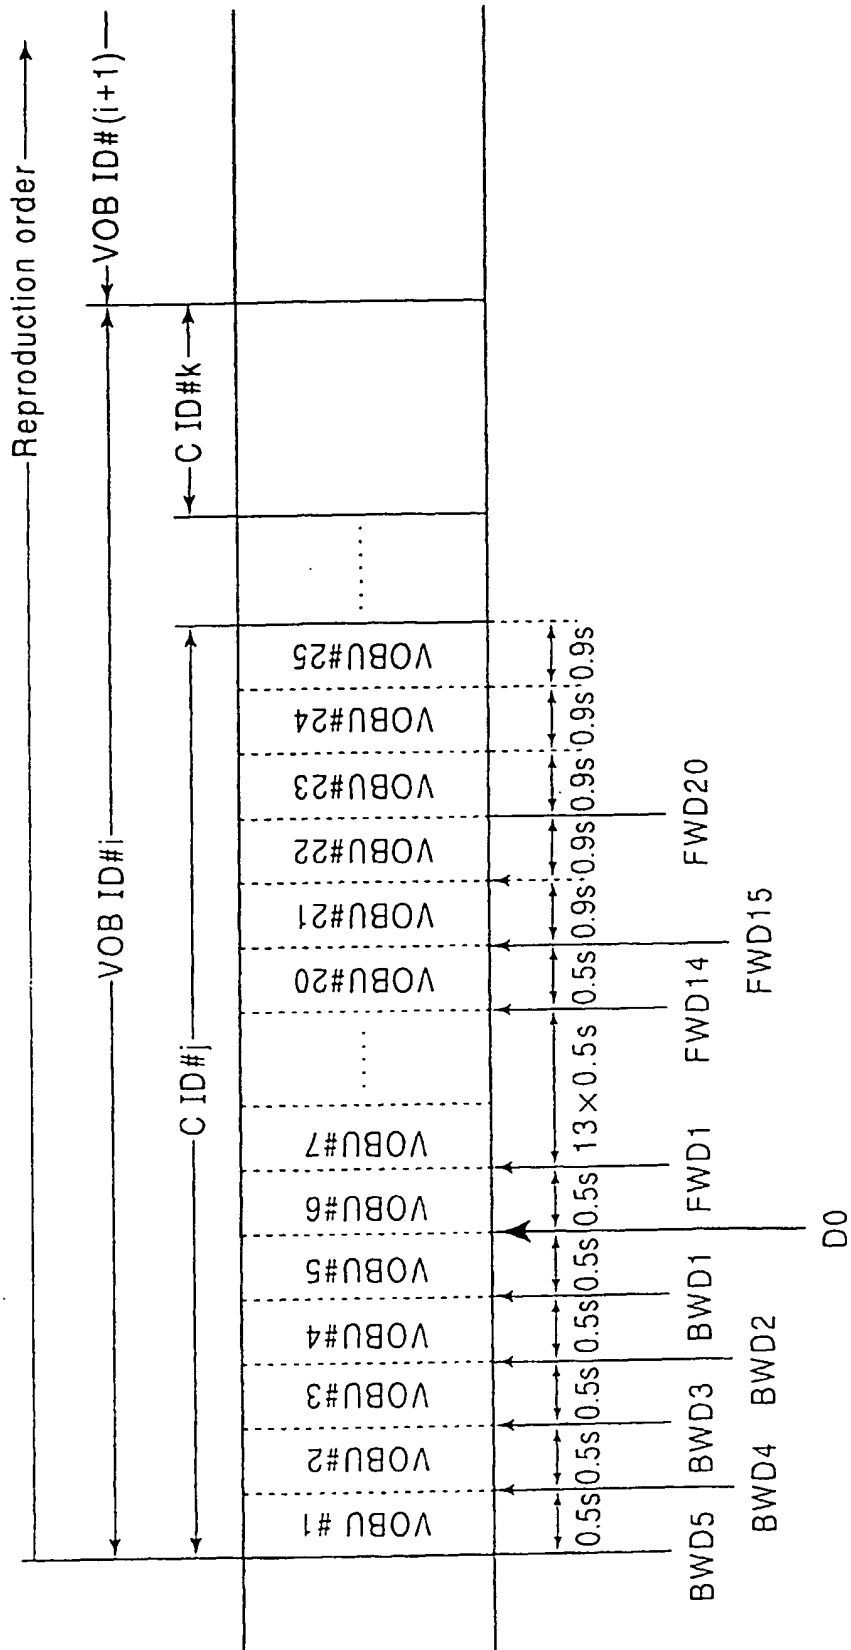 Reproduction order
VOB ID#i
VOB ID#(i+1)
C ID#j
C ID#k
VOBU #1
VOBU#2
VOBU#3
VOBU#4
VOBU#5
VOBU#6
VOBU#7
.......
VOBU#20
VOBU#21
VOBU#22
VOBU#23
VOBU#24
VOBU#25
.......
0.5s
0.5s
0.5s
0.5s
0.5s
0.5s
13×0.5s
0.5s
0.9s
0.9s
0.9s
0.9s
0.9s
BWD5
BWD4
BWD3
BWD2
BWD1
D0
FWD1
FWD14
FWD15
FWD20